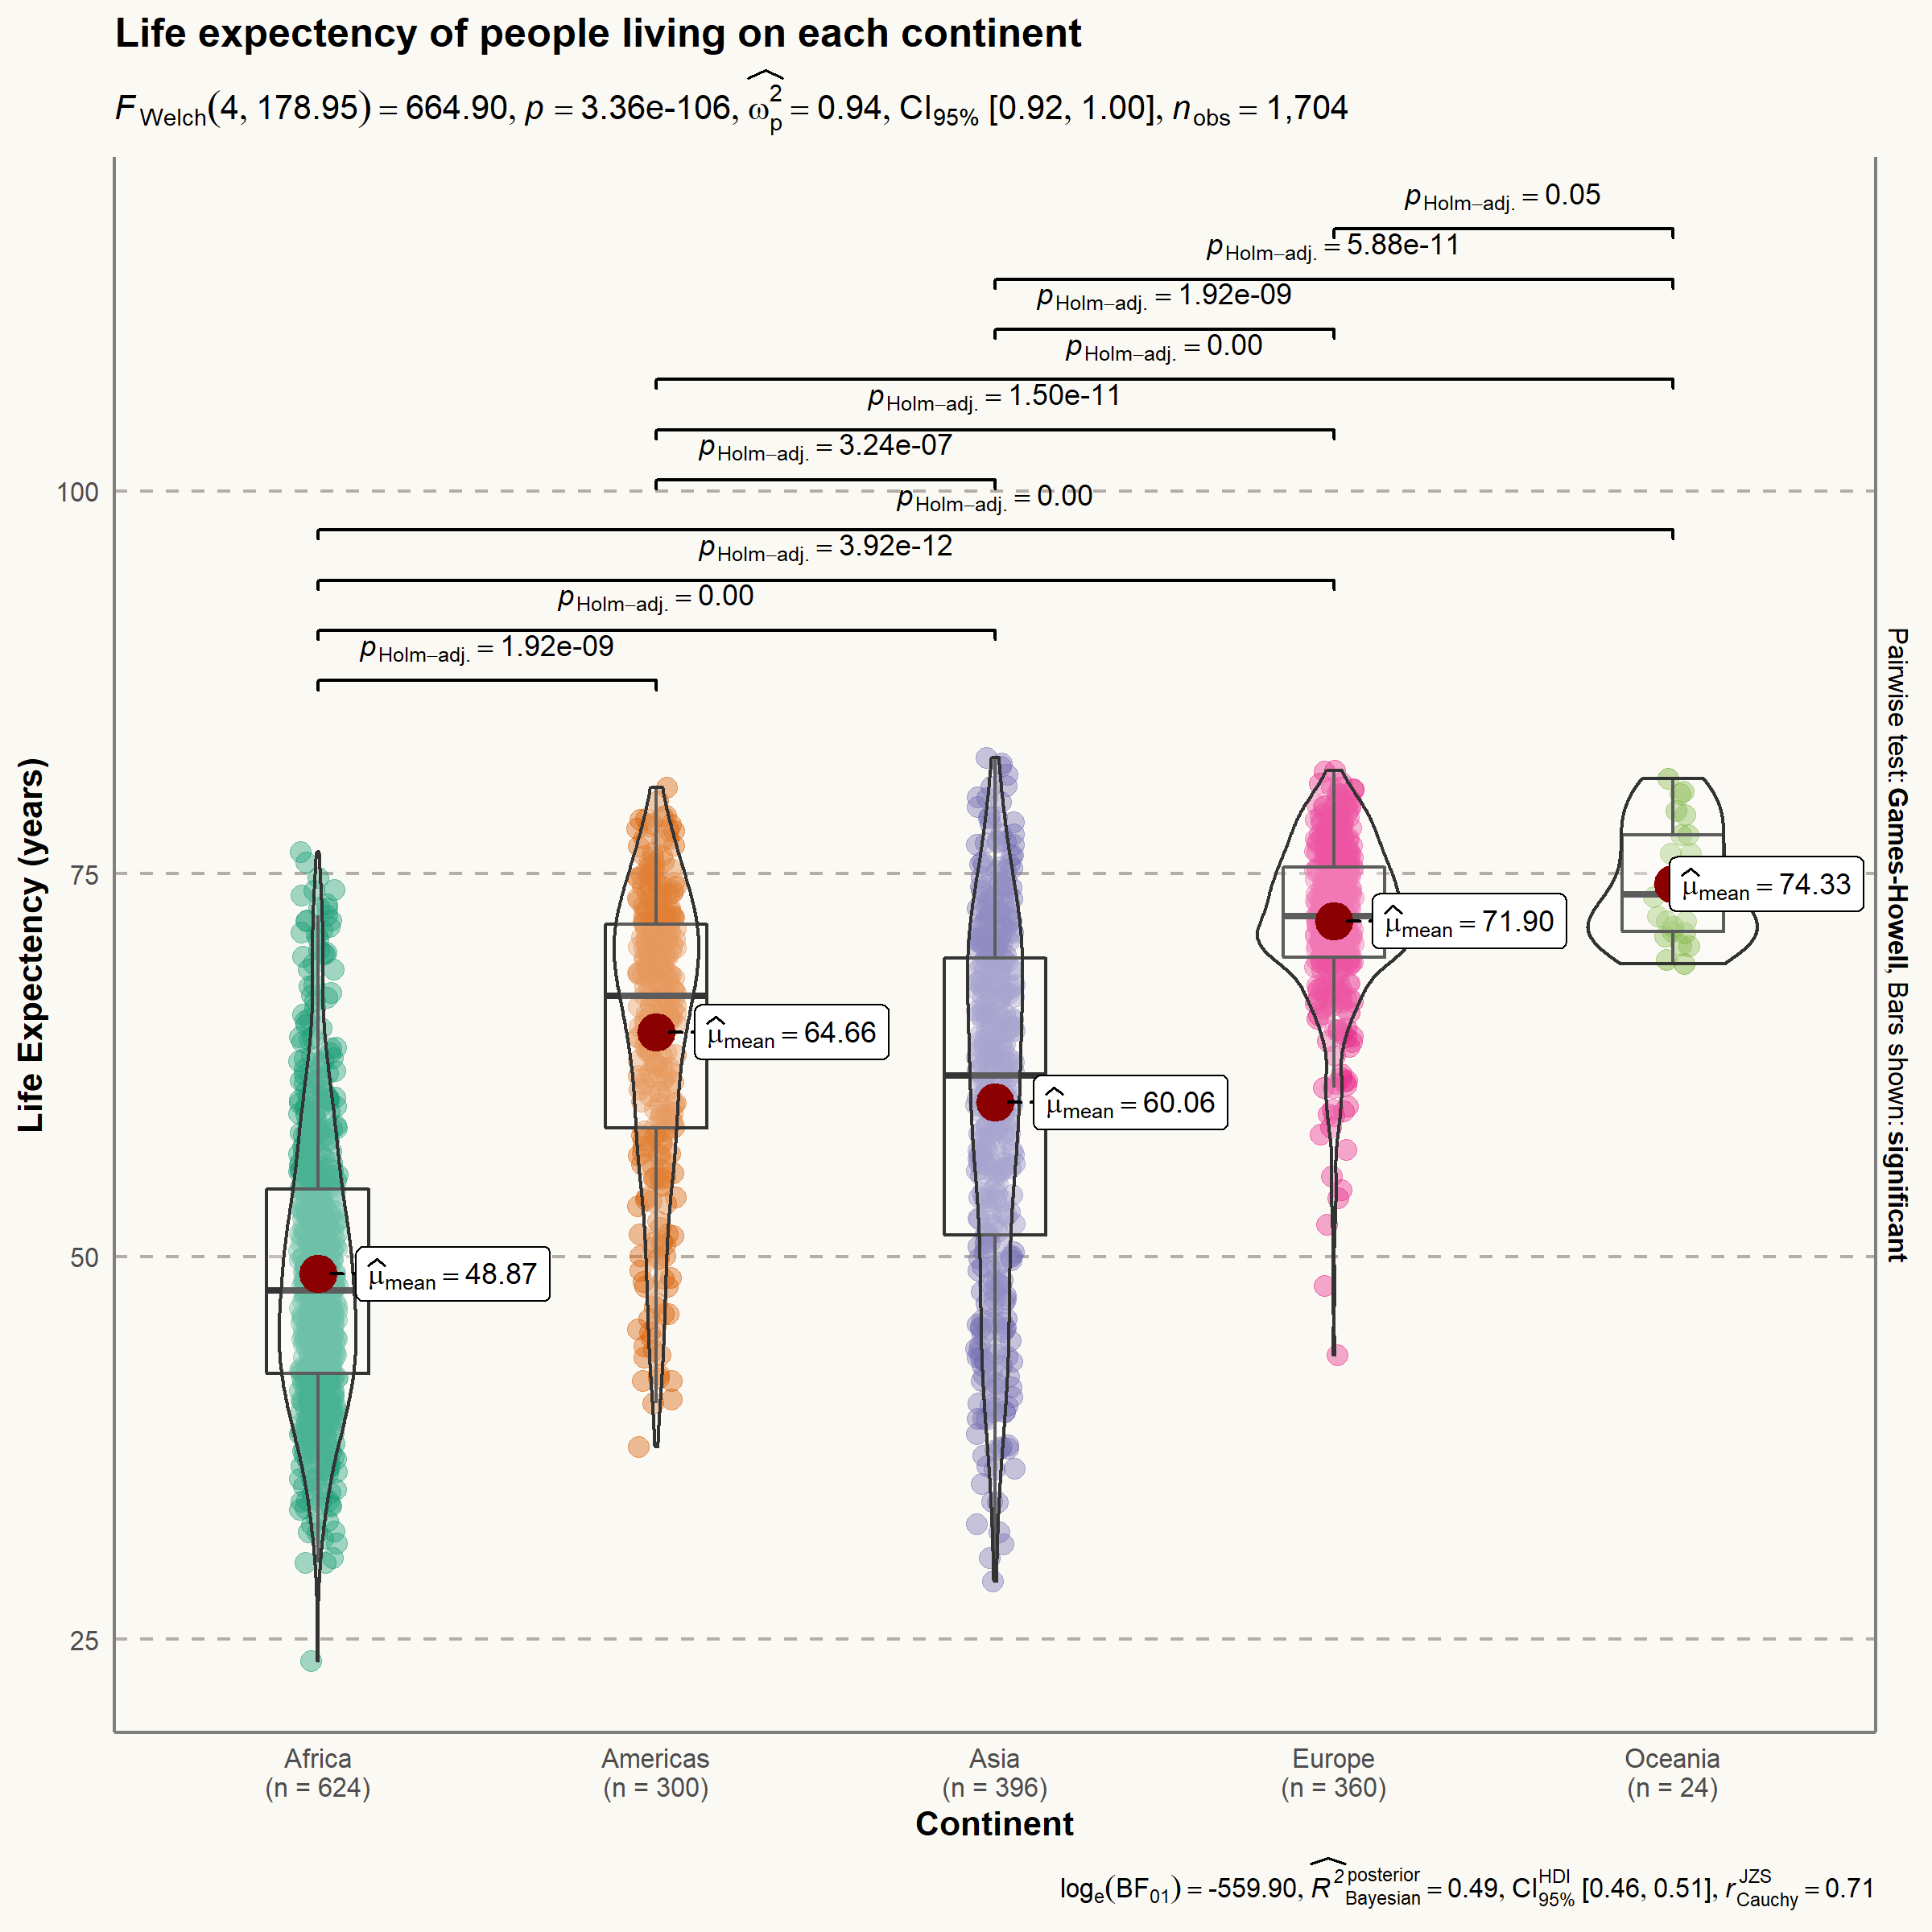 Life expectency of people living on each continent
F Welch(4, 178.95) = 664.90, p = 3.36e-106, ω̂²p = 0.94, CI95% [0.92, 1.00], nobs = 1,704
pHolm−adj. = 0.05
pHolm−adj. = 5.88e-11
pHolm−adj. = 1.92e-09
pHolm−adj. = 0.00
pHolm−adj. = 1.50e-11
pHolm−adj. = 3.24e-07
pHolm−adj. = 0.00
pHolm−adj. = 3.92e-12
pHolm−adj. = 0.00
pHolm−adj. = 1.92e-09
100
75
50
25
Life Expectency (years)
μ̂mean = 48.87
μ̂mean = 64.66
μ̂mean = 60.06
μ̂mean = 71.90
μ̂mean = 74.33
Pairwise test: Games-Howell, Bars shown: significant
Africa
(n = 624)
Americas
(n = 300)
Asia
(n = 396)
Europe
(n = 360)
Oceania
(n = 24)
Continent
loge(BF01) = -559.90, R̂² posterior Bayesian = 0.49, CI HDI 95% [0.46, 0.51], r JZS Cauchy = 0.71